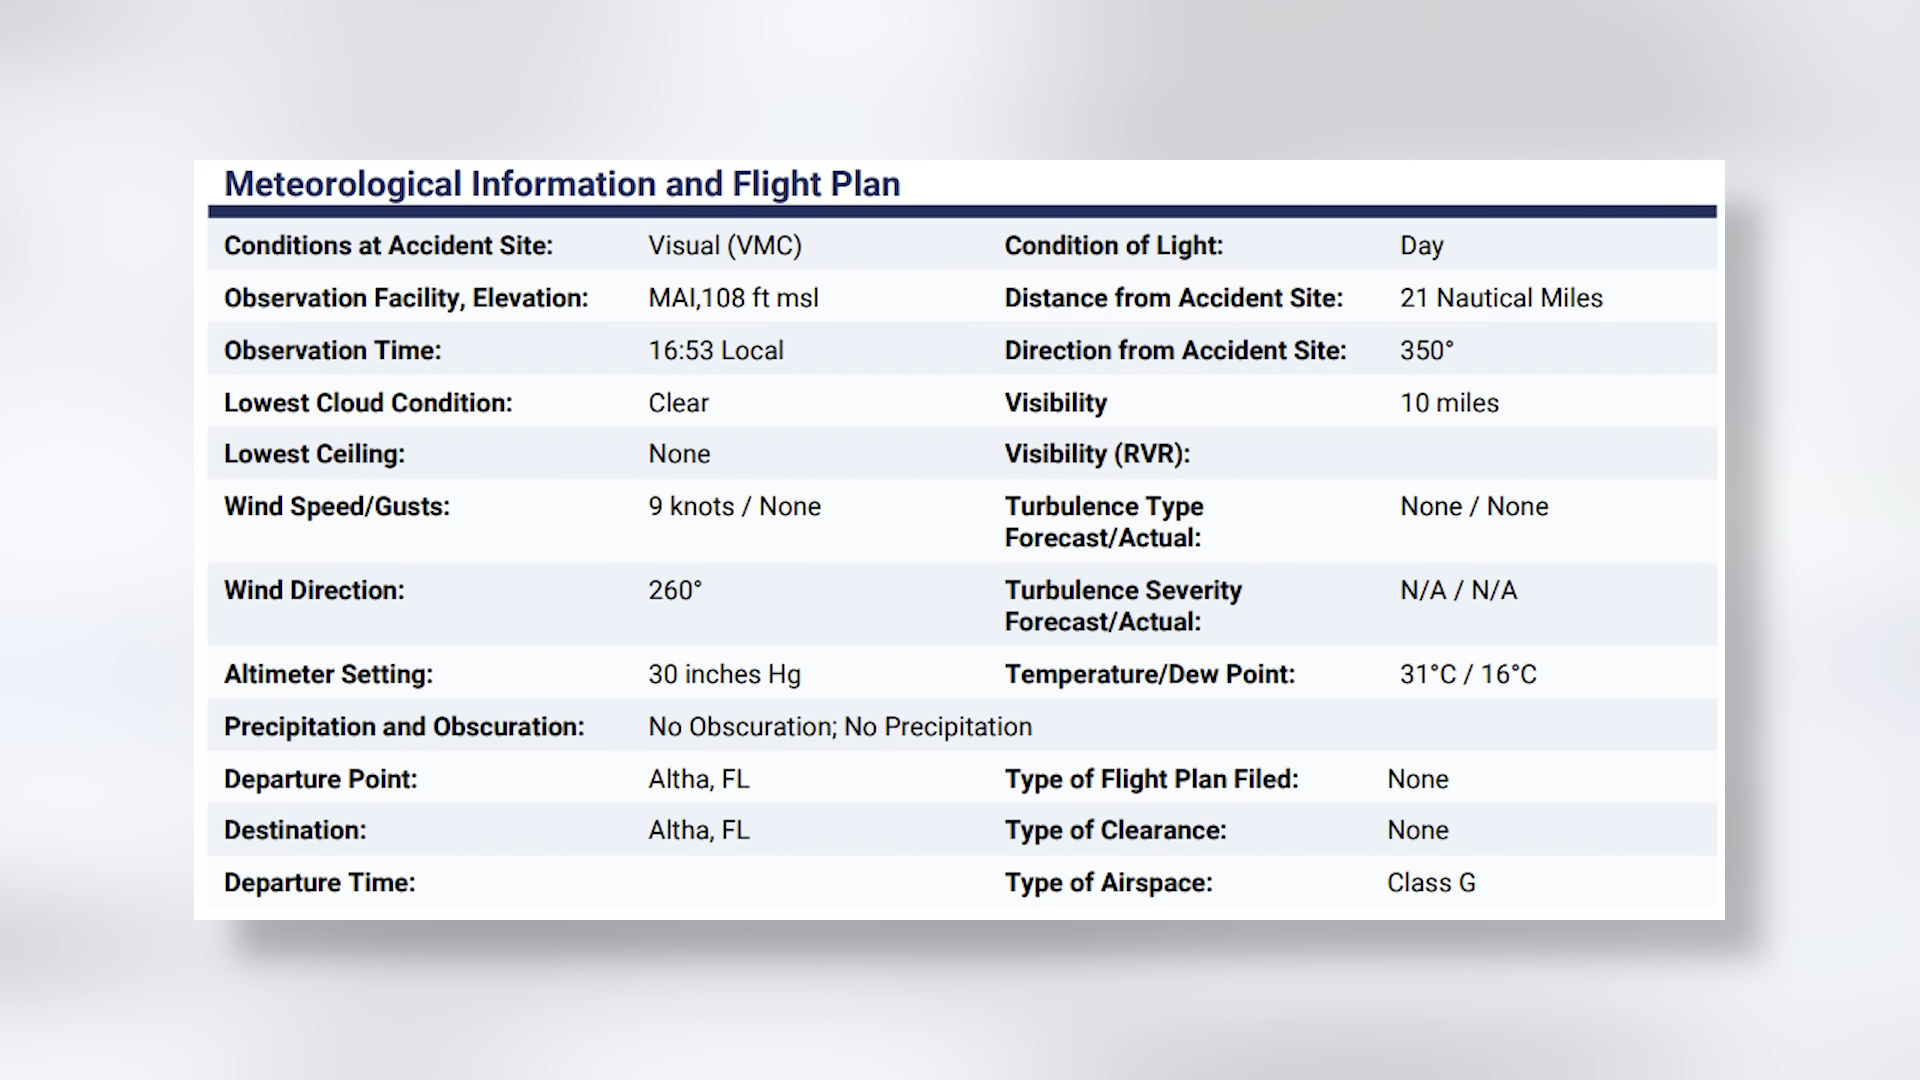 Meteorological Information and Flight Plan
Conditions at Accident Site: Visual (VMC) Condition of Light: Day
Observation Facility, Elevation: MAI,108 ft msl Distance from Accident Site: 21 Nautical Miles
Observation Time: 16:53 Local Direction from Accident Site: 350°
Lowest Cloud Condition: Clear Visibility 10 miles
Lowest Ceiling: None Visibility (RVR):
Wind Speed/Gusts: 9 knots / None Turbulence Type None / None
Forecast/Actual:
Wind Direction: 260° Turbulence Severity N/A / N/A
Forecast/Actual:
Altimeter Setting: 30 inches Hg Temperature/Dew Point: 31°C / 16°C
Precipitation and Obscuration: No Obscuration; No Precipitation
Departure Point: Altha, FL Type of Flight Plan Filed: None
Destination: Altha, FL Type of Clearance: None
Departure Time: Type of Airspace: Class G